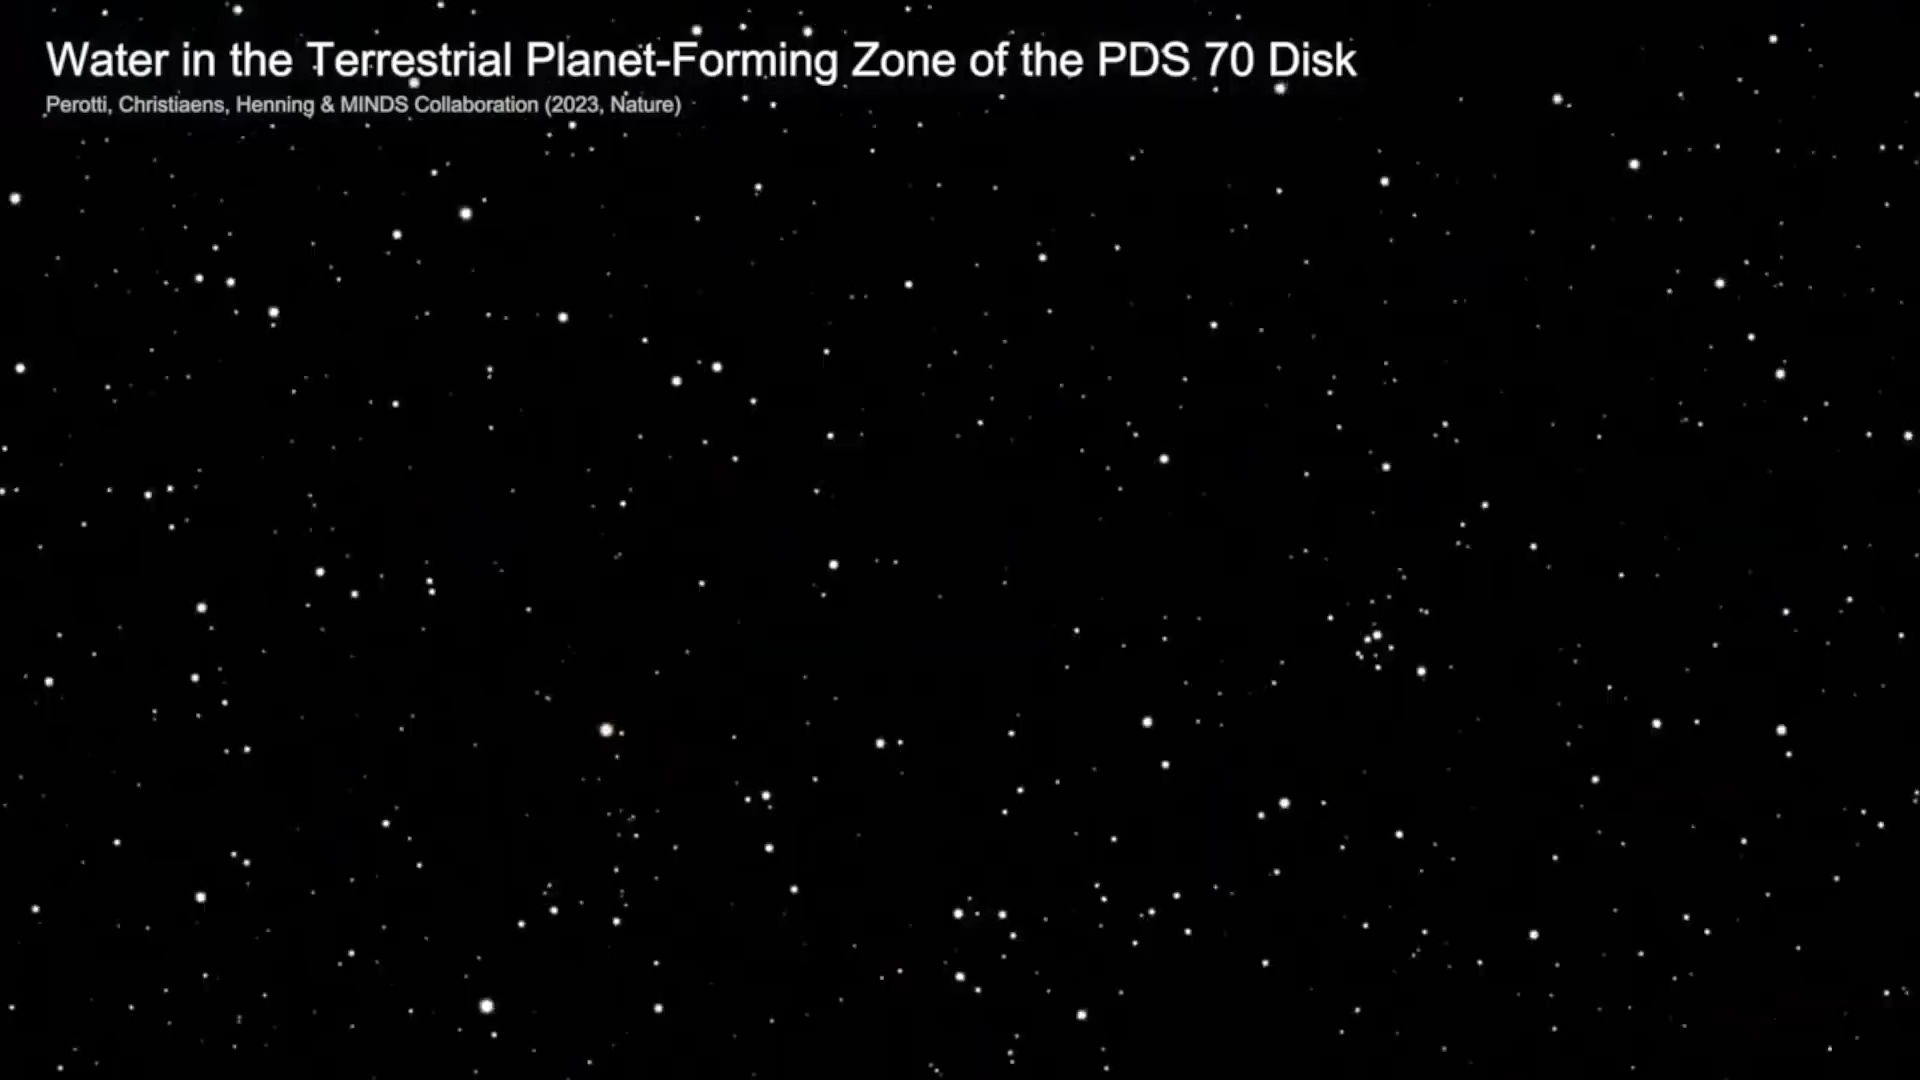 Water in the Terrestrial Planet-Forming Zone of the PDS 70 Disk
Perotti, Christiaens, Henning & MINDS Collaboration (2023, Nature)